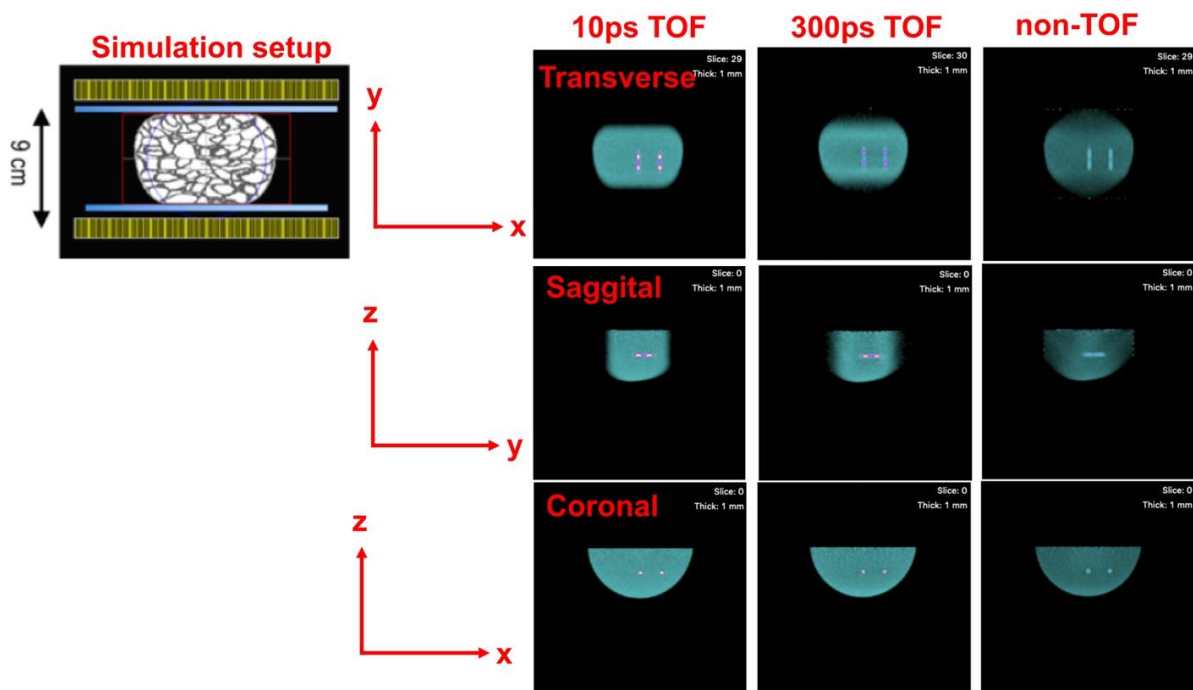 Simulation setup
10ps TOF
300ps TOF
non-TOF
9 cm
y
x
Transverse
Slice: 29
Thick: 1 mm
Slice: 30
Thick: 1 mm
Slice: 29
Thick: 1 mm
z
y
Saggital
Slice: 0
Thick: 1 mm
Slice: 0
Thick: 1 mm
Slice: 0
Thick: 1 mm
z
x
Coronal
Slice: 0
Thick: 1 mm
Slice: 0
Thick: 1 mm
Slice: 0
Thick: 1 mm